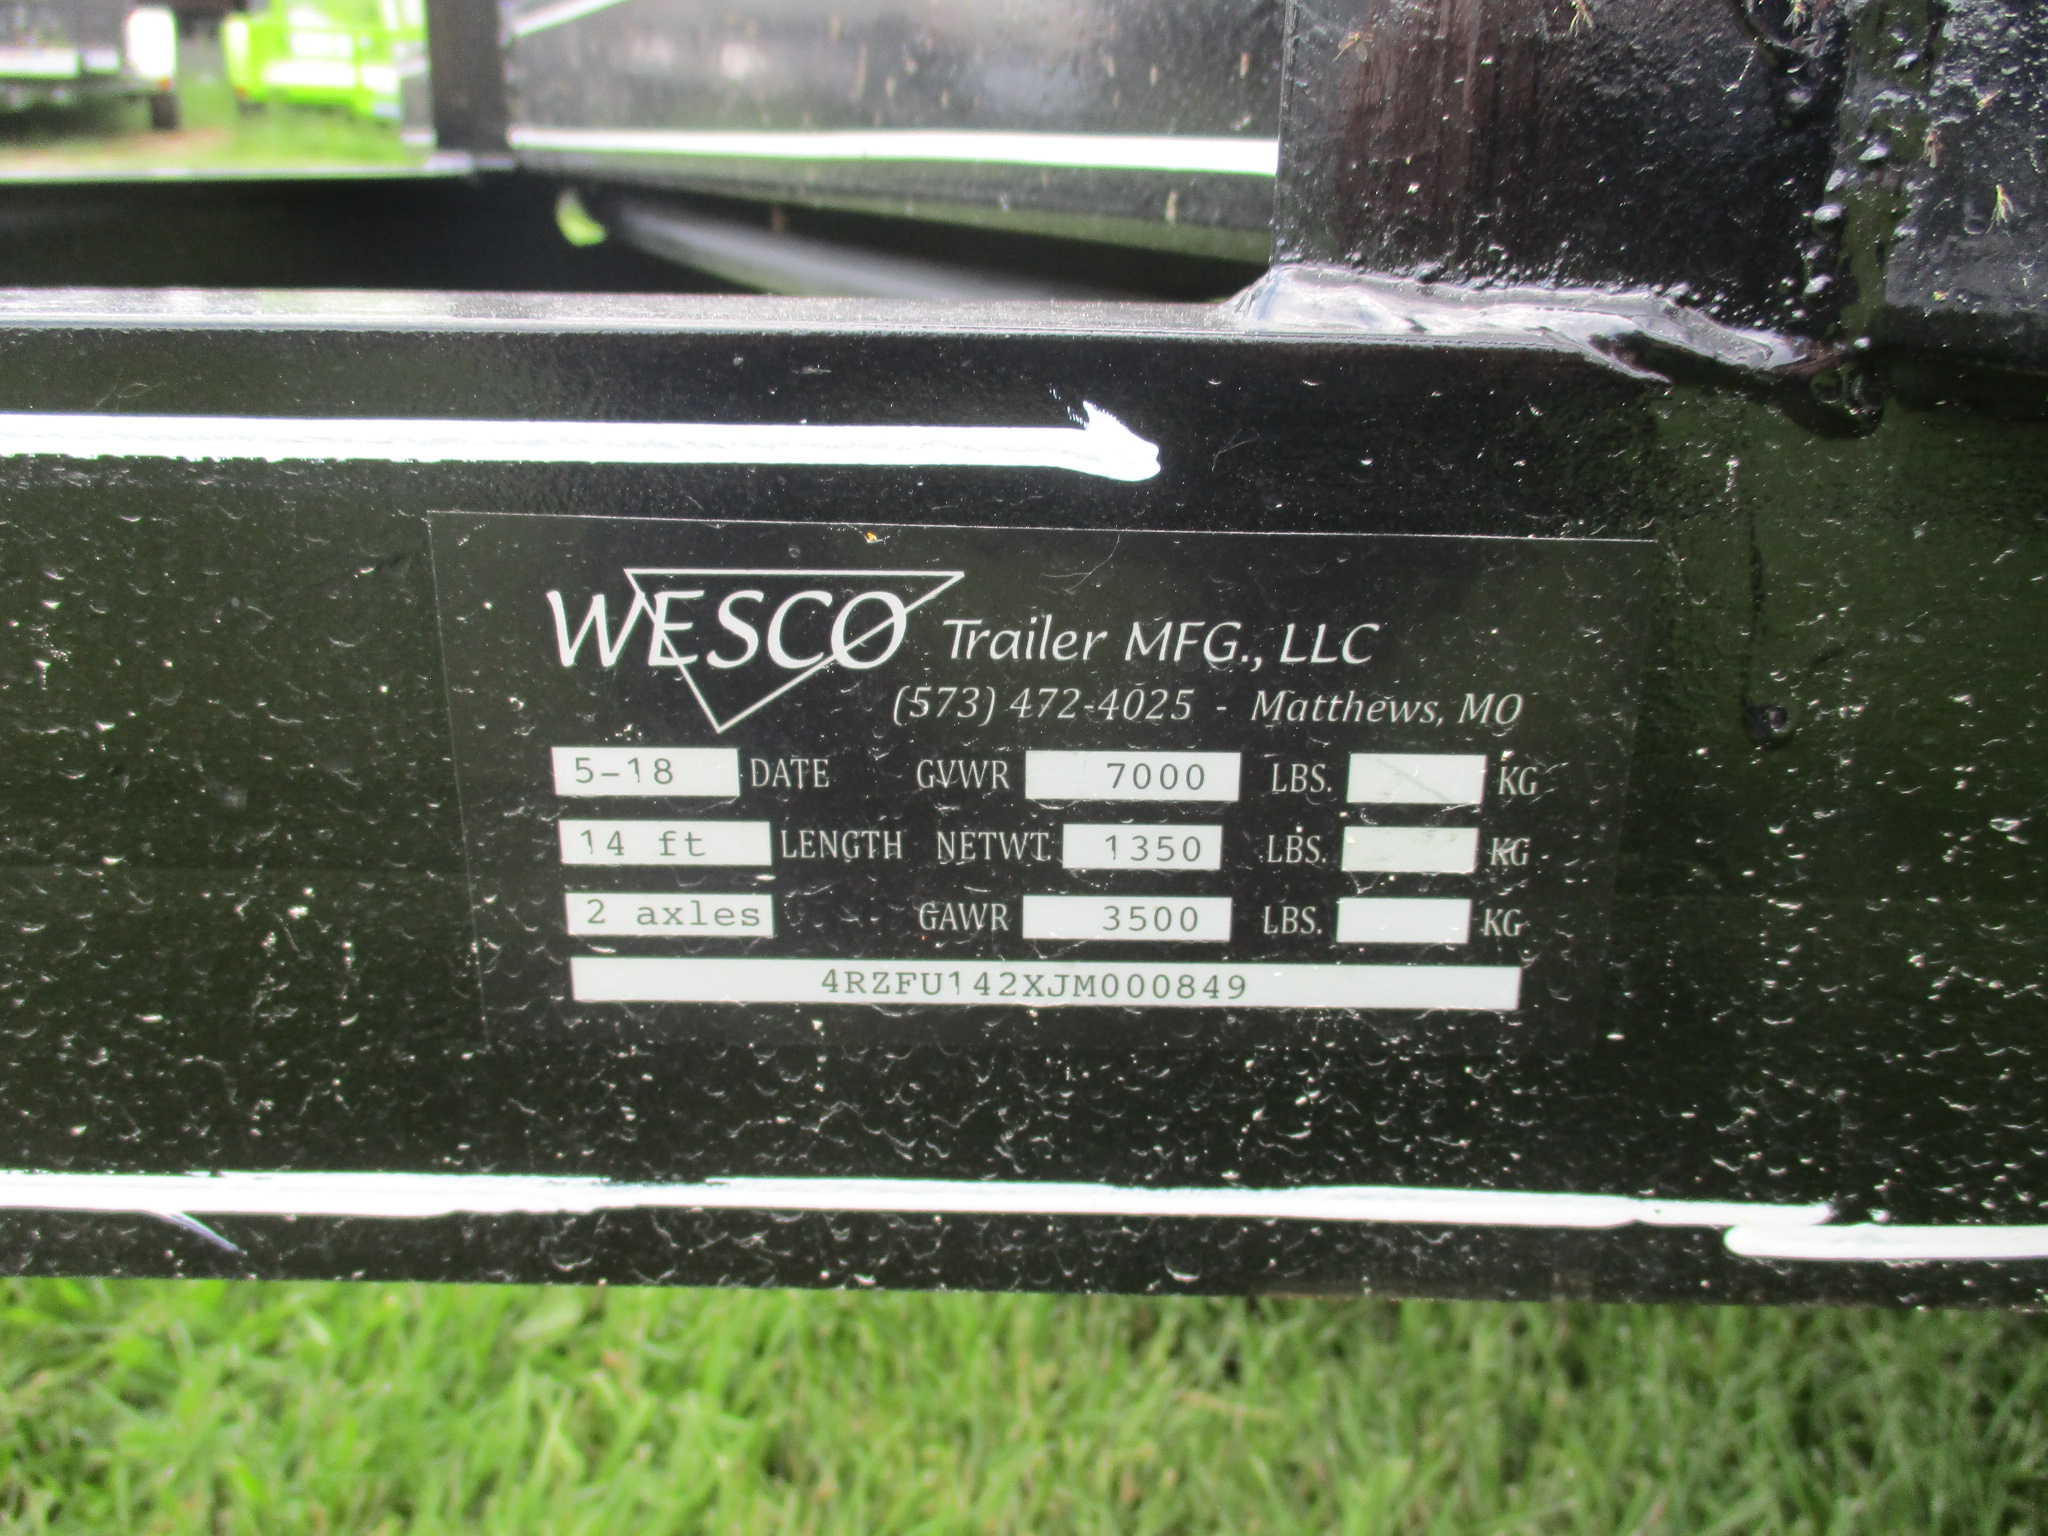 WESCO Trailer MFG., LLC
(573) 472-4025 - Matthews, MO
5-18 DATE GVWR 7000 LBS. KG
14 ft LENGTH NETWT. 1350 LBS. KG
2 axles GAWR 3500 LBS. KG
4RZFU142XJM000849